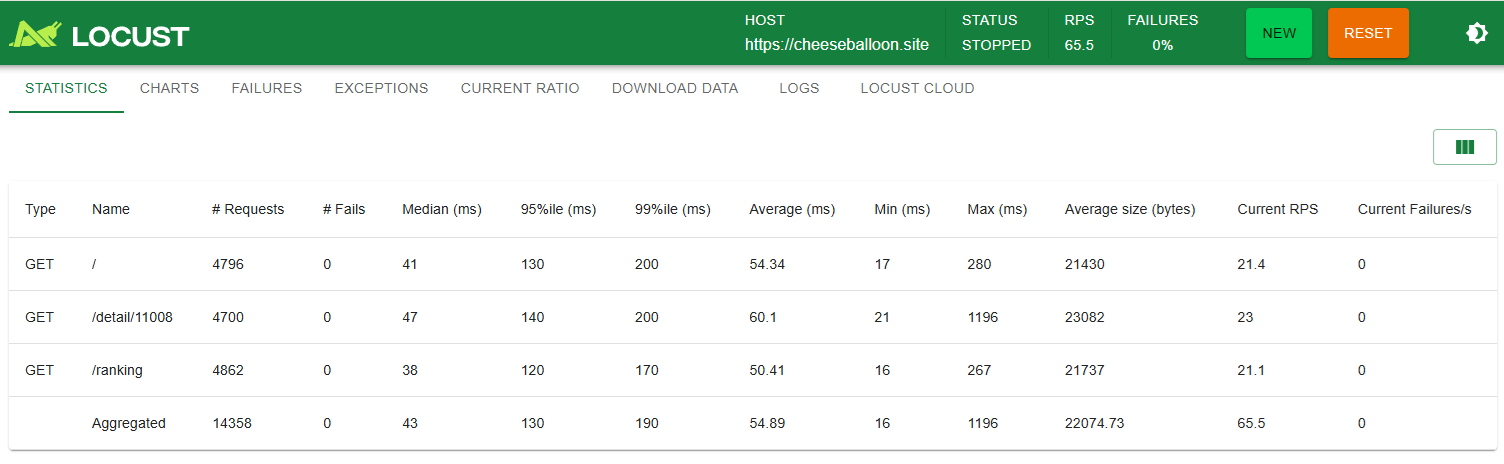 LOCUST
HOST
https://cheeseballoon.site
STATUS
STOPPED
RPS
65.5
FAILURES
0%
NEW
RESET
STATISTICS CHARTS FAILURES EXCEPTIONS CURRENT RATIO DOWNLOAD DATA LOGS LOCUST CLOUD
Type Name # Requests # Fails Median (ms) 95%ile (ms) 99%ile (ms) Average (ms) Min (ms) Max (ms) Average size (bytes) Current RPS Current Failures/s
GET / 4796 0 41 130 200 54.34 17 280 21430 21.4 0
GET /detail/11008 4700 0 47 140 200 60.1 21 1196 23082 23 0
GET /ranking 4862 0 38 120 170 50.41 16 267 21737 21.1 0
Aggregated 14358 0 43 130 190 54.89 16 1196 22074.73 65.5 0